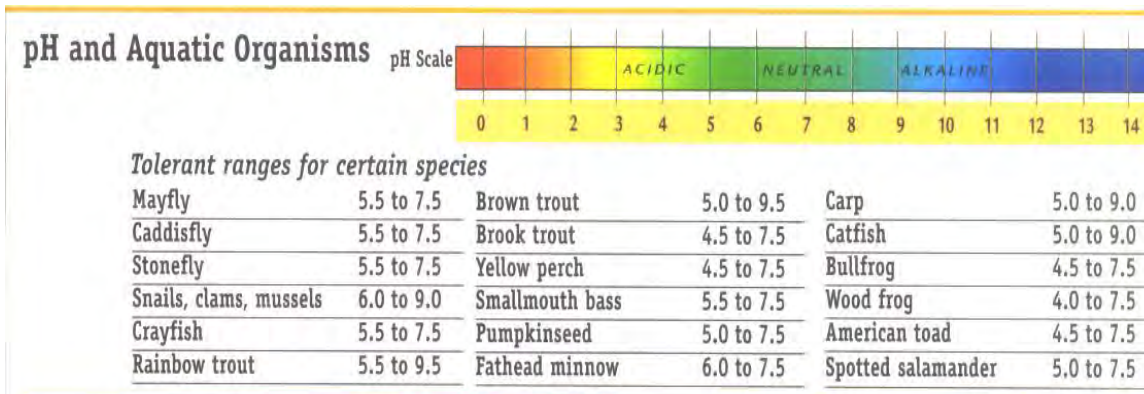 pH and Aquatic Organisms pH Scale ACIDIC NEUTRAL ALKALINE
0 1 2 3 4 5 6 7 8 9 10 11 12 13 14
Tolerant ranges for certain species
Mayfly 5.5 to 7.5 Brown trout 5.0 to 9.5 Carp 5.0 to 9.0
Caddisfly 5.5 to 7.5 Brook trout 4.5 to 7.5 Catfish 5.0 to 9.0
Stonefly 5.5 to 7.5 Yellow perch 4.5 to 7.5 Bullfrog 4.5 to 7.5
Snails, clams, mussels 6.0 to 9.0 Smallmouth bass 5.5 to 7.5 Wood frog 4.0 to 7.5
Crayfish 5.5 to 7.5 Pumpkinseed 5.0 to 7.5 American toad 4.5 to 7.5
Rainbow trout 5.5 to 9.5 Fathead minnow 6.0 to 7.5 Spotted salamander 5.0 to 7.5